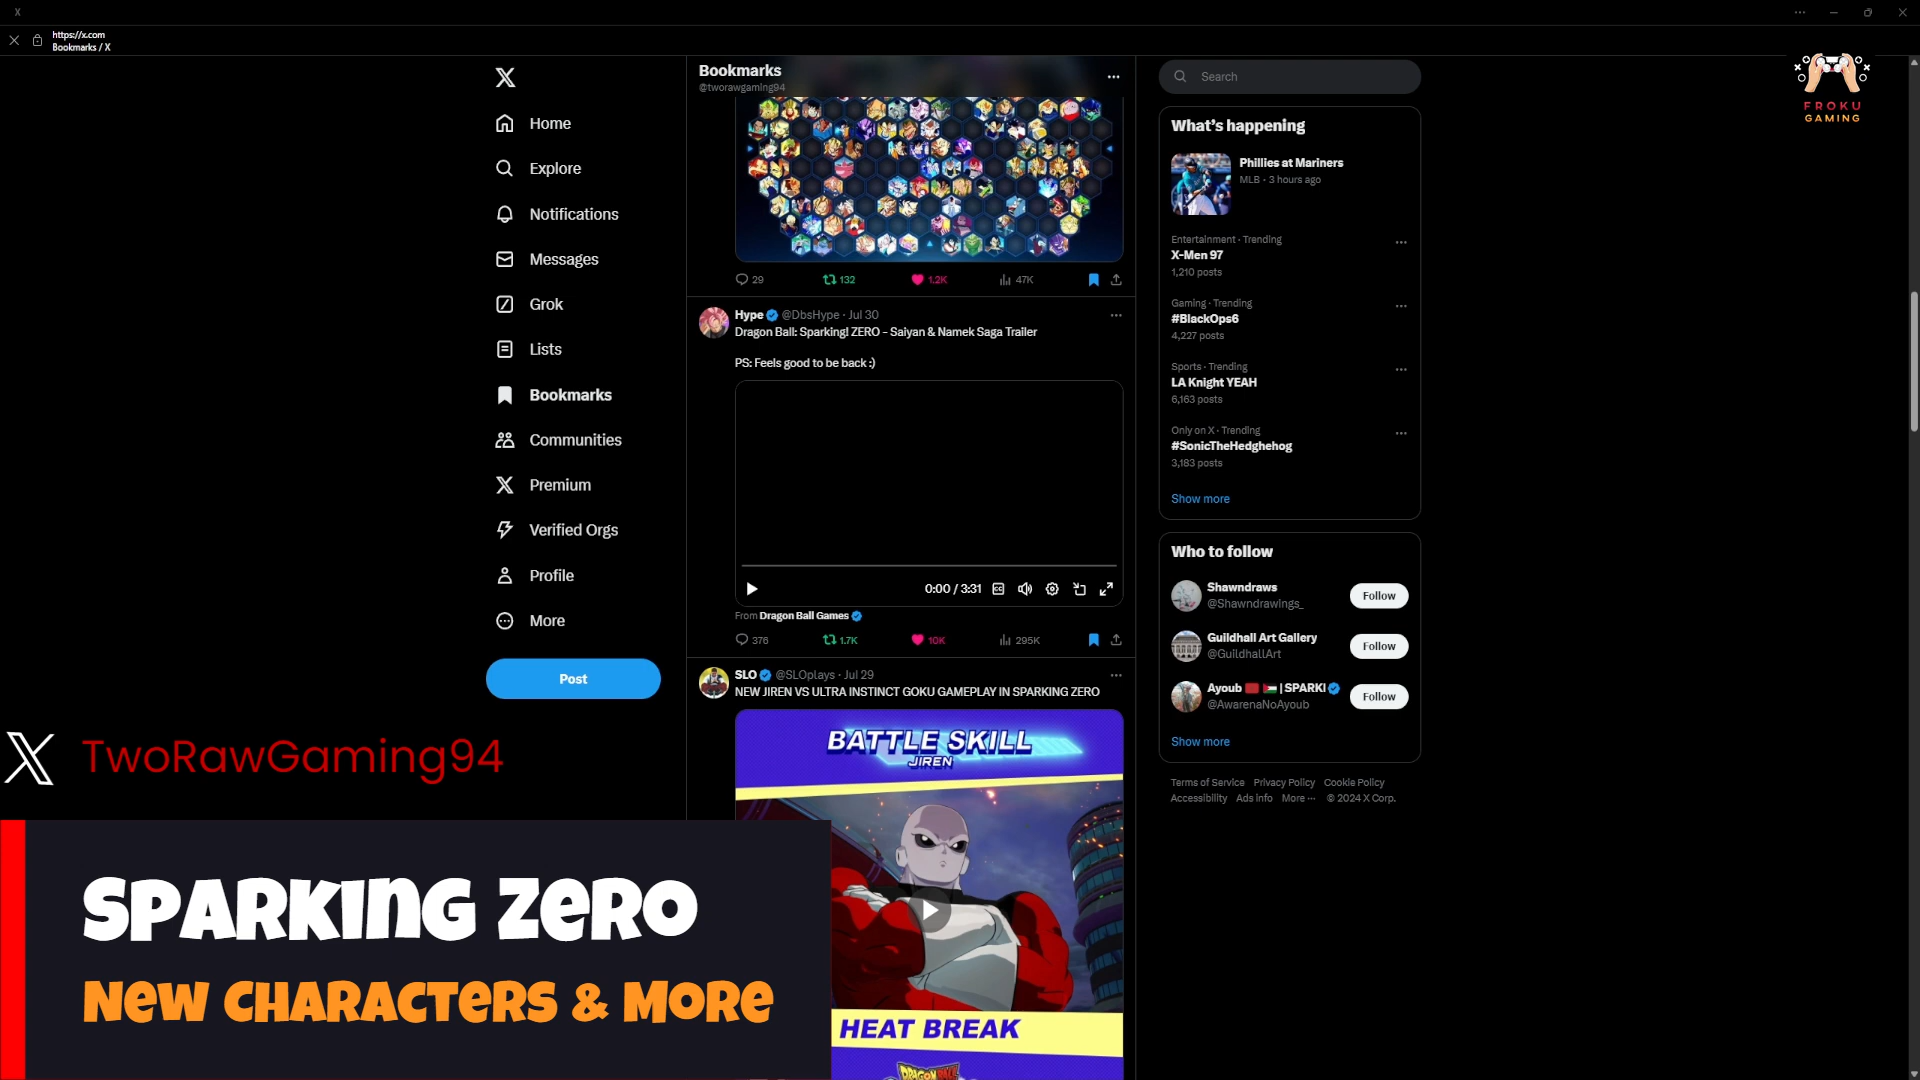 X
https://x.com
Bookmarks / X
FROKU
GAMING
Home
Explore
Notifications
Messages
Grok
Lists
Bookmarks
Communities
Premium
Verified Orgs
Profile
More
Post
Bookmarks
@tworawgaming94
29 132 1.2K 47K
Hype @DbsHype · Jul 30
Dragon Ball: Sparking! ZERO - Saiyan & Namek Saga Trailer
PS: Feels good to be back :)
0:00 / 3:31
From Dragon Ball Games
376 1.7K 10K 295K
SLO @SLOplays · Jul 29
NEW JIREN VS ULTRA INSTINCT GOKU GAMEPLAY IN SPARKING ZERO
BATTLE SKILL
JIREN
HEAT BREAK
DRAGON BALL
Search
What's happening
Phillies at Mariners
MLB · 3 hours ago
Entertainment · Trending
X-Men 97
1,210 posts
Gaming · Trending
#BlackOps6
4,227 posts
Sports · Trending
LA Knight YEAH
6,163 posts
Only on X · Trending
#SonicTheHedghehog
3,183 posts
Show more
Who to follow
Shawndraws
@Shawndrawings_
Follow
Guildhall Art Gallery
@GuildhallArt
Follow
Ayoub 🇲🇦 🇵🇸 | SPARK!
@AwarenaNoAyoub
Follow
Show more
Terms of Service Privacy Policy Cookie Policy
Accessibility Ads info More ··· © 2024 X Corp.
TwoRawGaming94
SPARKING ZERO
NEW CHARACTERS & MORE